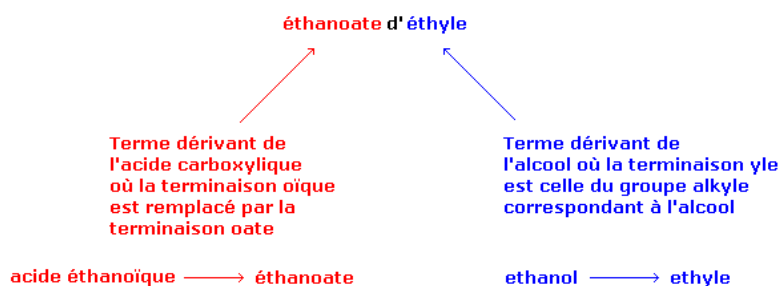 éthanoate d'éthyle
Terme dérivant de
l'acide carboxylique
où la terminaison oïque
est remplacé par la
terminaison oate
Terme dérivant de
l'alcool où la terminaison yle
est celle du groupe alkyle
correspondant à l'alcool
acide éthanoïque → éthanoate
ethanol → ethyle